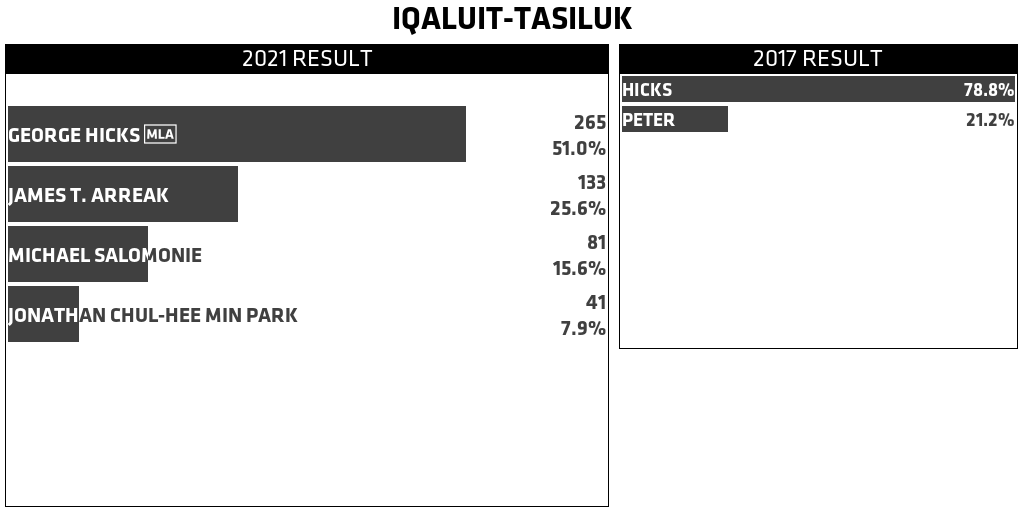 IQALUIT-TASILUK
2021 RESULT
GEORGE HICKS MLA
265
51.0%
JAMES T. ARREAK
133
25.6%
MICHAEL SALOMONIE
81
15.6%
JONATHAN CHUL-HEE MIN PARK
41
7.9%
2017 RESULT
HICKS 78.8%
PETER 21.2%